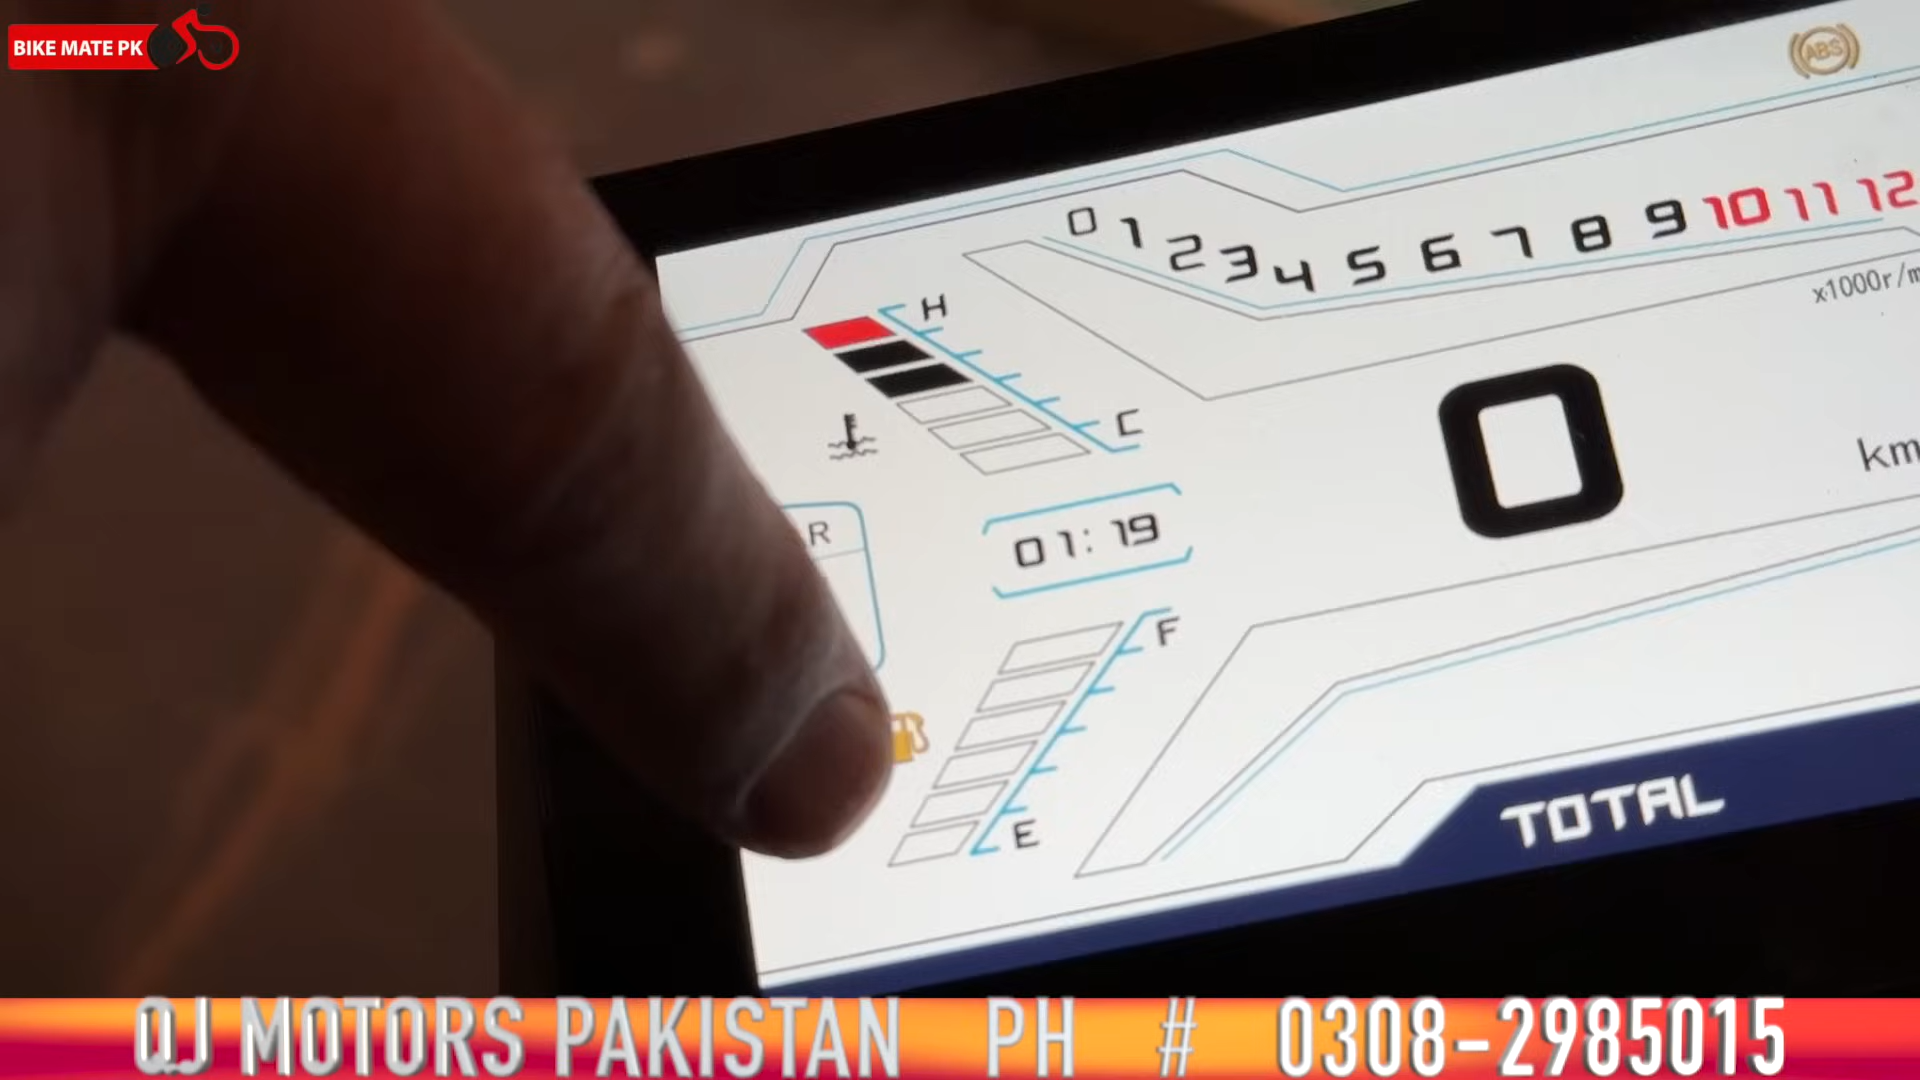 BIKE MATE PK
ABS
0 1 2 3 4 5 6 7 8 9 10 11 12
x1000r/m
H
C
0
km
R
01:19
F
E
TOTAL
QJ MOTORS PAKISTAN PH # 0308-2985015